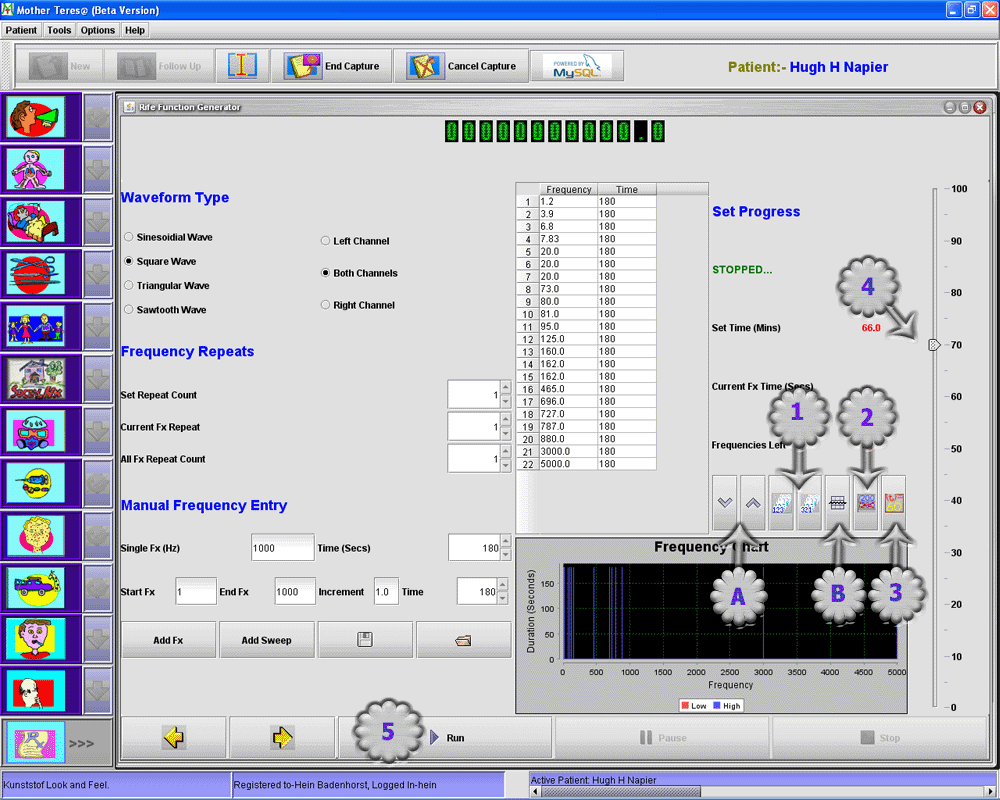 Mother Teres@ (Beta Version)
Patient Tools Options Help
New Follow Up End Capture Cancel Capture POWERED BY MySQL
Patient:- Hugh H Napier
Rife Function Generator
0 0 0 0 0 0 0 0 0 0 0 . 0
Waveform Type
Sinesoidial Wave
Square Wave
Triangular Wave
Sawtooth Wave
Left Channel
Both Channels
Right Channel
Frequency Repeats
Set Repeat Count 1
Current Fx Repeat 1
All Fx Repeat Count 1
Manual Frequency Entry
Single Fx (Hz) 1000 Time (Secs) 180
Start Fx 1 End Fx 1000 Increment 1.0 Time 180
Add Fx Add Sweep
Frequency Time
1 1.2 180
2 3.9 180
3 6.8 180
4 7.83 180
5 20.0 180
6 20.0 180
7 20.0 180
8 73.0 180
9 80.0 180
10 81.0 180
11 95.0 180
12 125.0 180
13 160.0 180
14 162.0 180
15 162.0 180
16 465.0 180
17 696.0 180
18 727.0 180
19 787.0 180
20 880.0 180
21 3000.0 180
22 5000.0 180
Set Progress
STOPPED...
Set Time (Mins) 66.0
Current Fx Time (Secs)
Frequencies Left
4
1
2
123
321
A
B
3
100
90
80
70
60
50
40
30
20
10
0
Frequency Chart
Duration (Seconds)
150
100
50
0
0 500 1000 1500 2000 2500 3000 3500 4000 4500 5000
Frequency
Low High
5
Run Pause Stop
>>>
Kunststof Look and Feel.
Registered to-Hein Badenhorst, Logged In-hein
Active Patient: Hugh H Napier